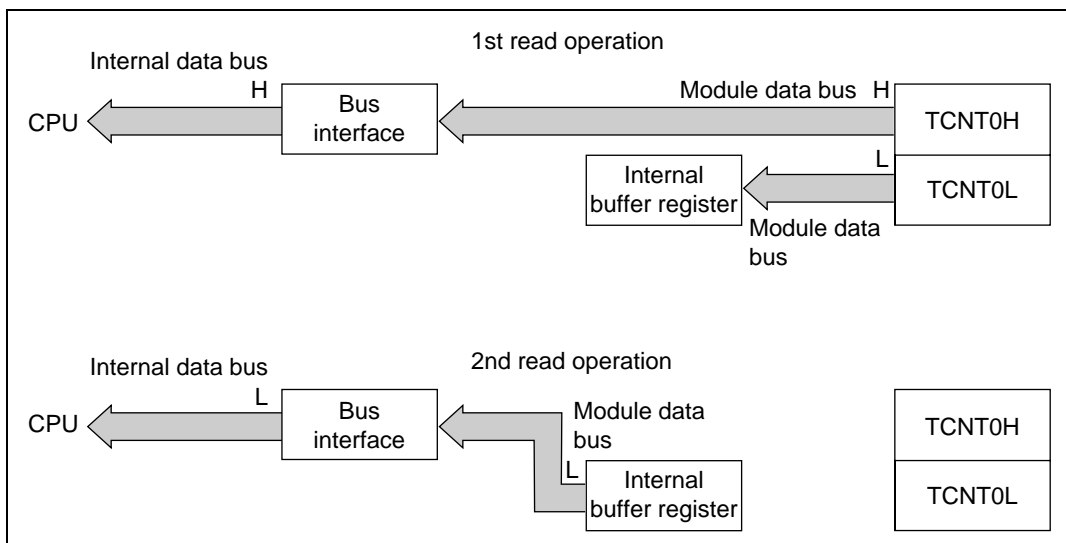 1st read operation
Internal data bus
H
Module data bus H
CPU
Bus
interface
TCNT0H
L
Internal
buffer register
TCNT0L
Module data
bus
2nd read operation
Internal data bus
L
CPU
Bus
interface
Module data
bus
TCNT0H
L
Internal
buffer register
TCNT0L